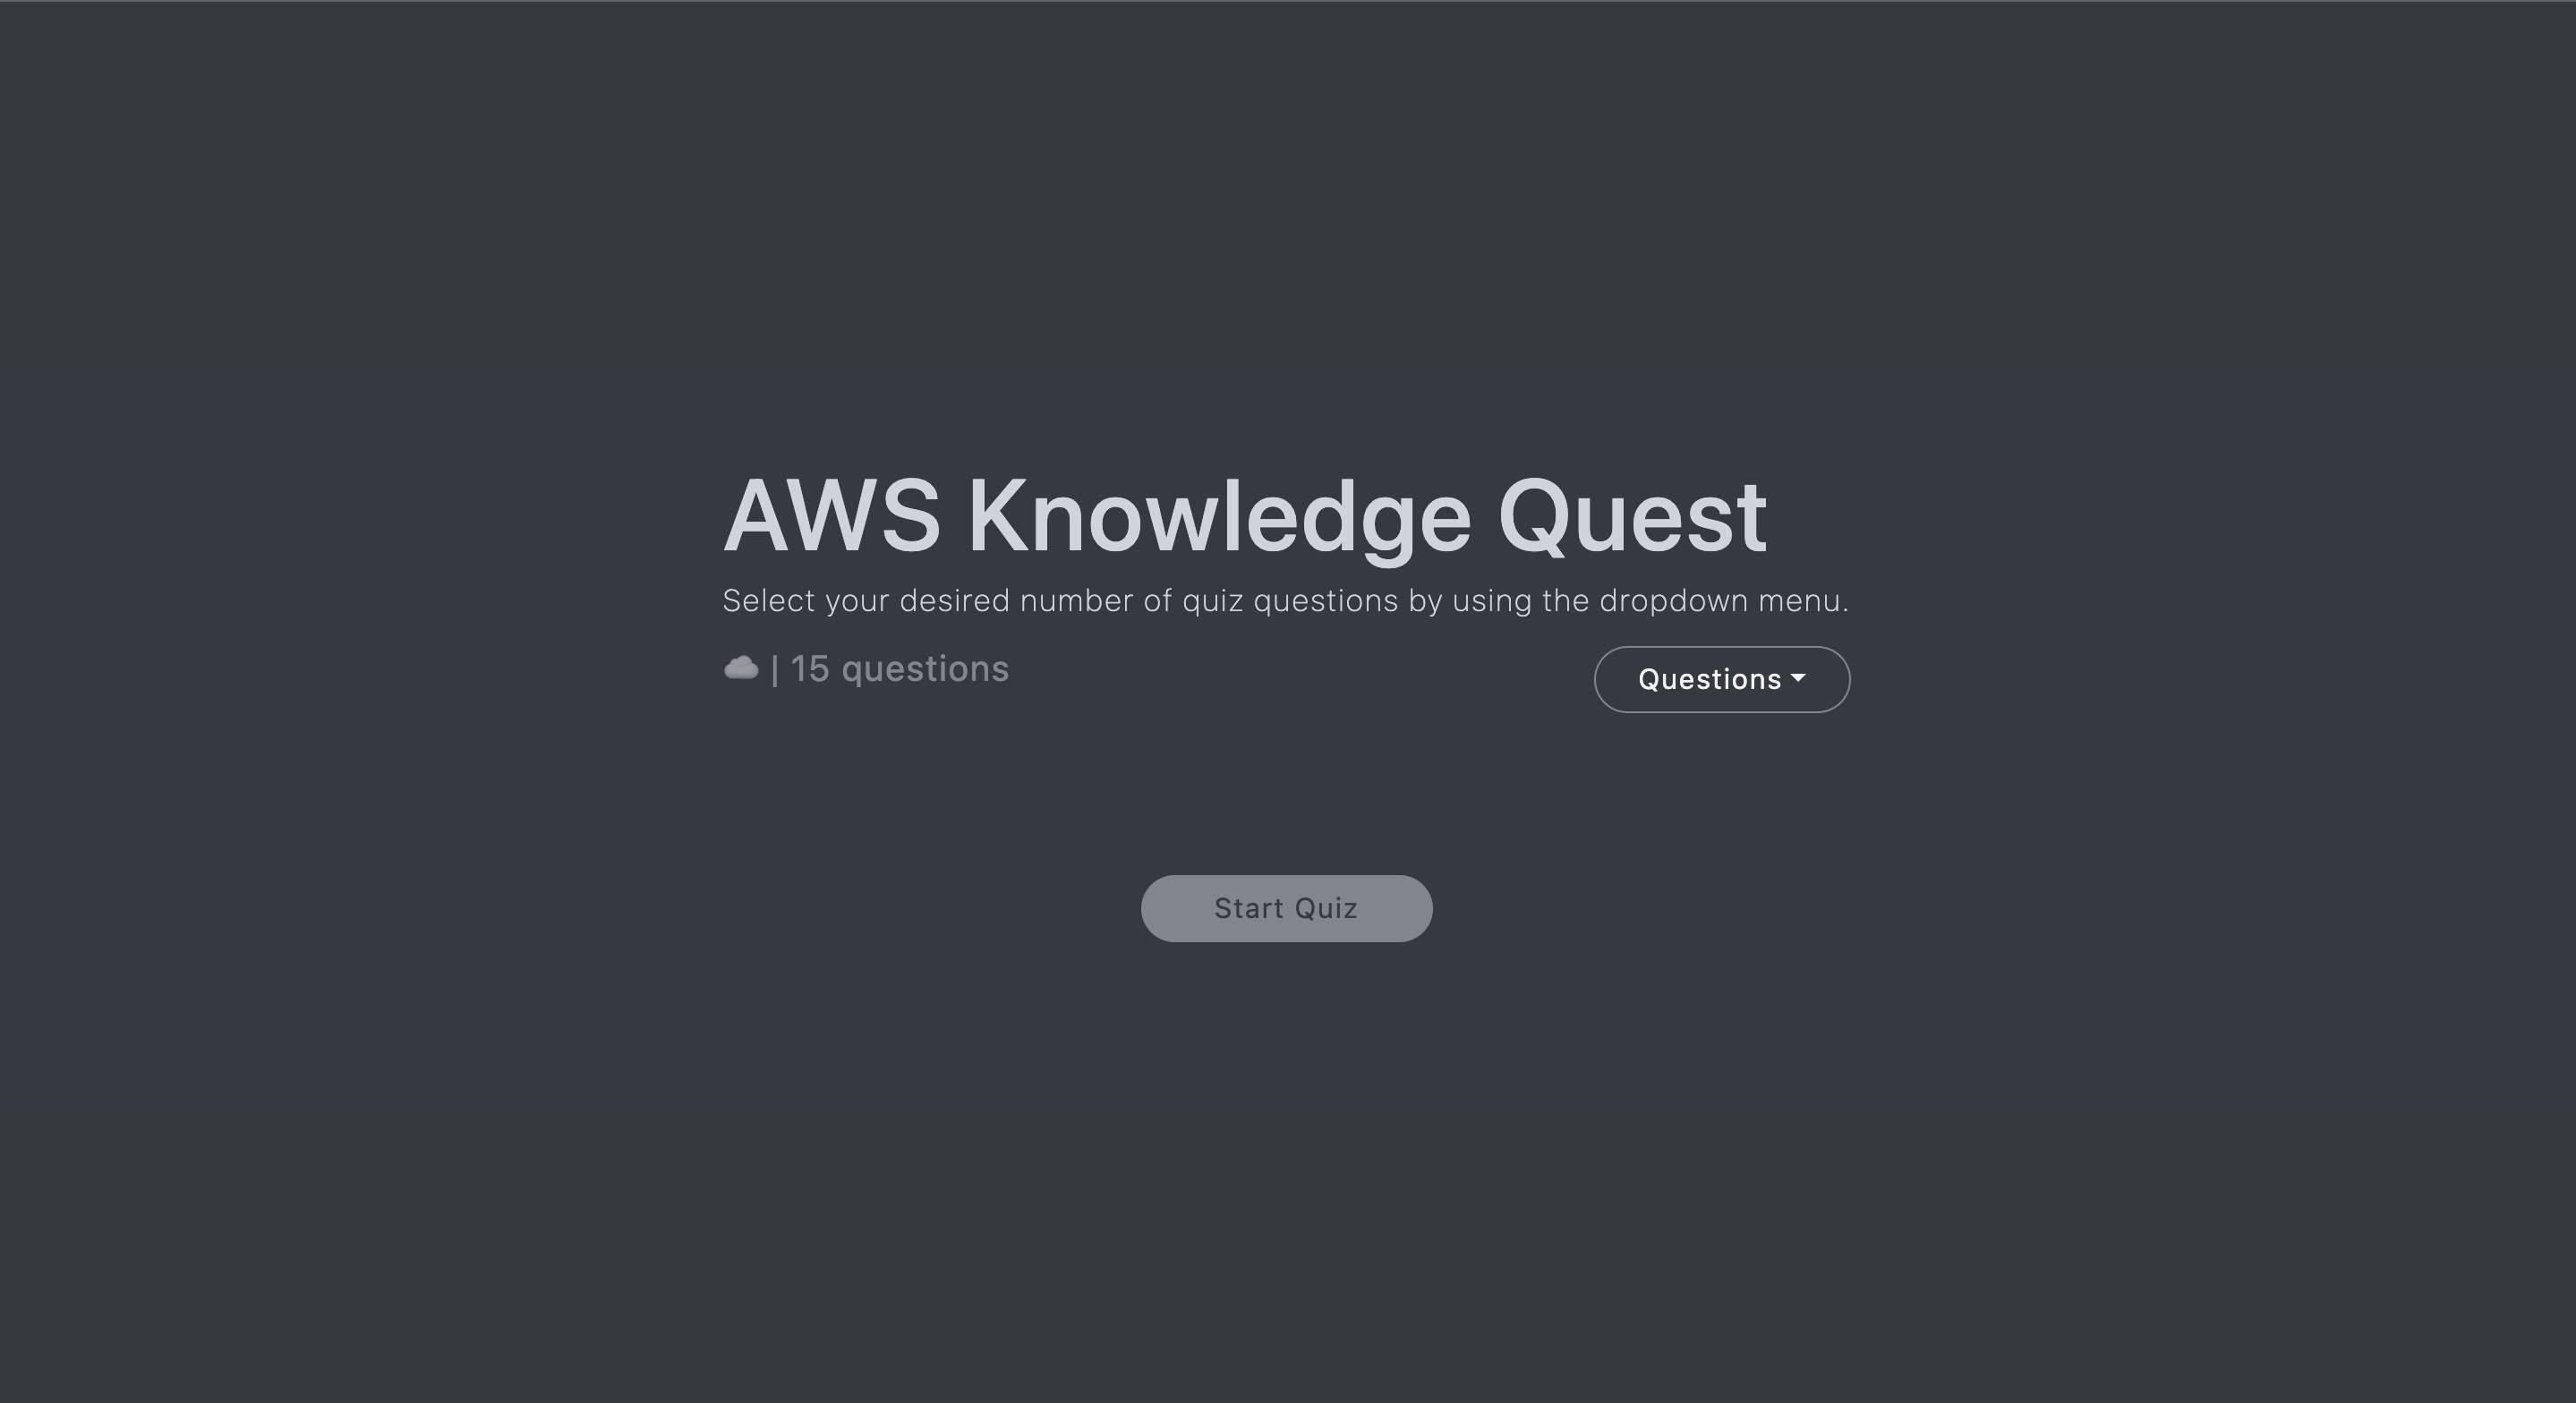 AWS Knowledge Quest
Select your desired number of quiz questions by using the dropdown menu.
☁️ | 15 questions
Questions
Start Quiz